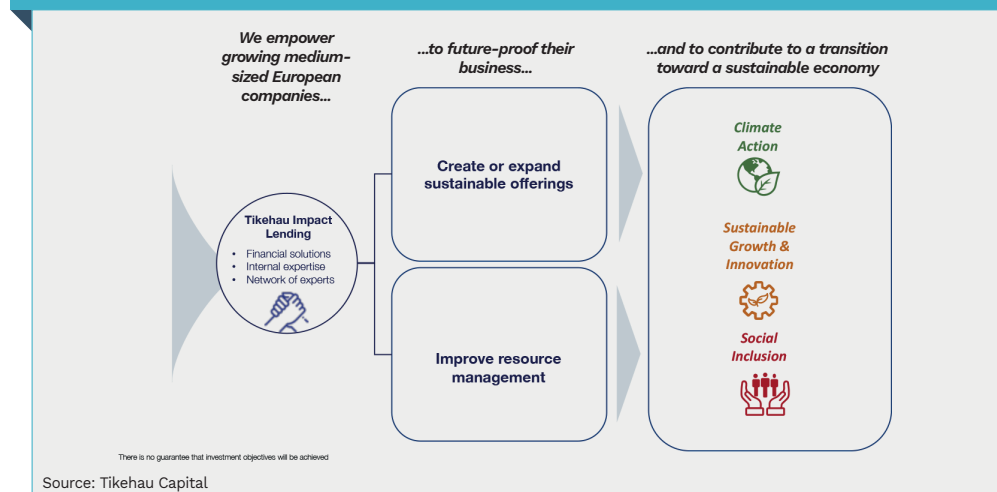 We empower
growing medium-
sized European
companies...
...to future-proof their
business...
...and to contribute to a transition
toward a sustainable economy
Tikehau Impact
Lending
• Financial solutions
• Internal expertise
• Network of experts
Create or expand
sustainable offerings
Improve resource
management
Climate
Action
Sustainable
Growth &
Innovation
Social
Inclusion
There is no guarantee that investment objectives will be achieved
Source: Tikehau Capital